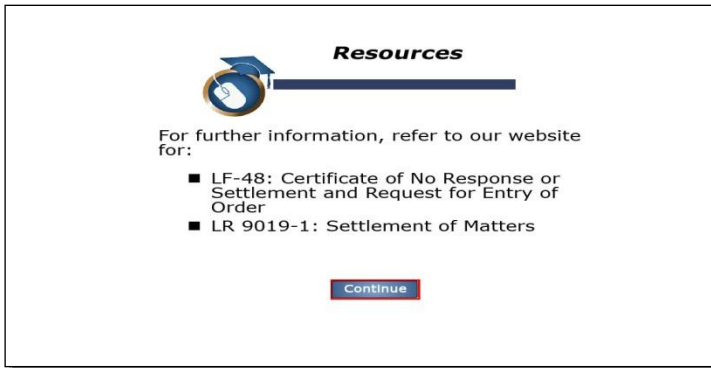 Resources
For further information, refer to our website
for:
■ LF-48: Certificate of No Response or
Settlement and Request for Entry of
Order
■ LR 9019-1: Settlement of Matters
Continue